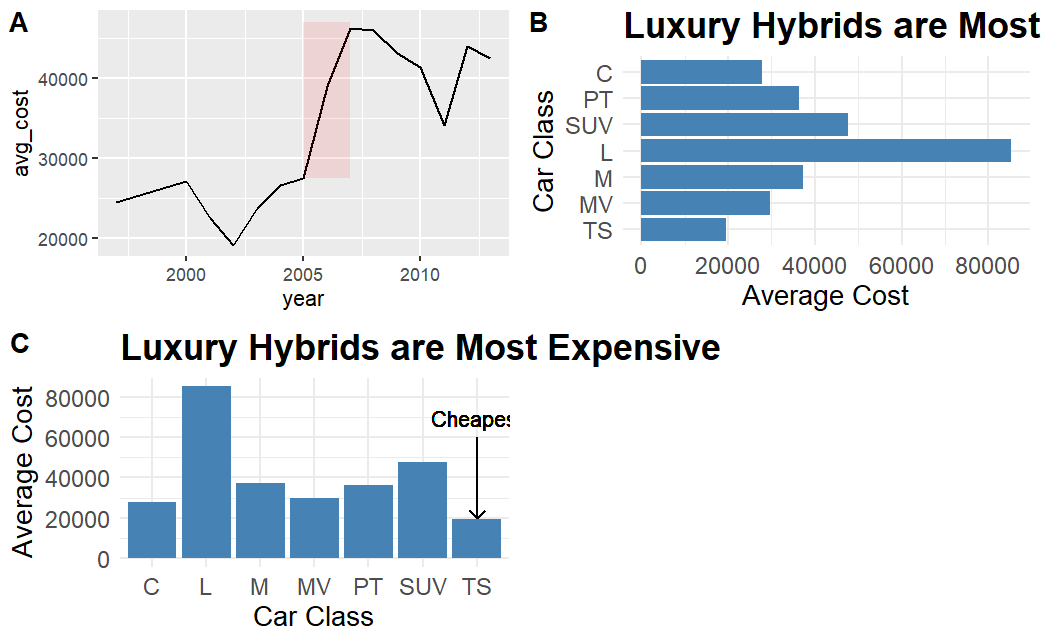 A
avg_cost
40000
30000
20000
2000 2005 2010
year
B
Luxury Hybrids are Most
Car Class
C
PT
SUV
L
M
MV
TS
0 20000 40000 60000 80000
Average Cost
C
Luxury Hybrids are Most Expensive
Average Cost
80000
60000
40000
20000
0
Cheapes
C L M MV PT SUV TS
Car Class